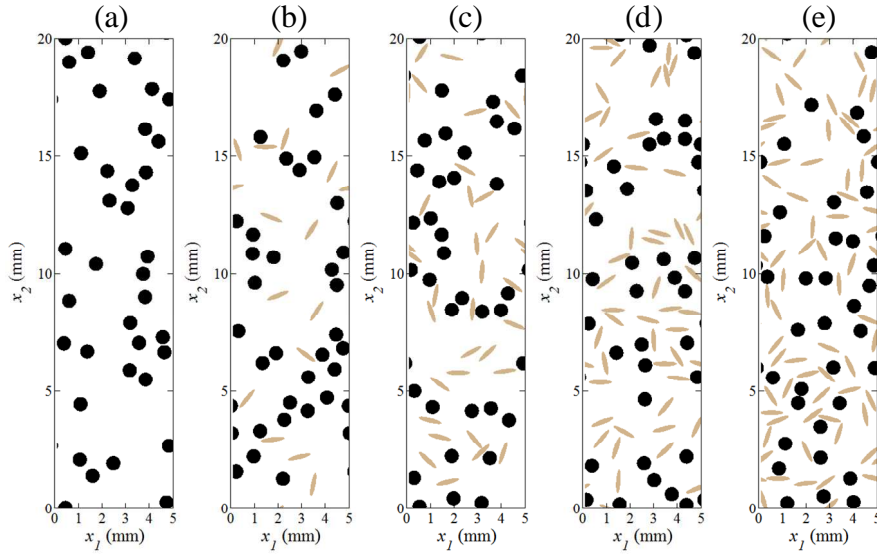 (a) (b) (c) (d) (e)
20 20 20 20 20
15 15 15 15 15
x2 (mm) x2 (mm) x2 (mm) x2 (mm) x2 (mm)
10 10 10 10 10
5 5 5 5 5
0 0 0 0 0
0 1 2 3 4 5 0 1 2 3 4 5 0 1 2 3 4 5 0 1 2 3 4 5 0 1 2 3 4 5
x1 (mm) x1 (mm) x1 (mm) x1 (mm) x1 (mm)